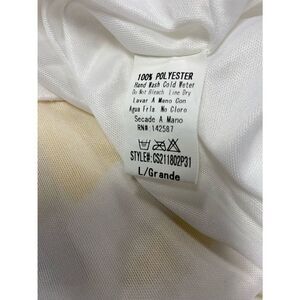 100% POLYESTER
Hand Wash Cold Water
Do Not Bleach Line Dry
Lavar A Mano Con
Agua Fria No Cloro
Secade A Mano
RN#:142587
STYLE#:CS211802P31
L/Grande